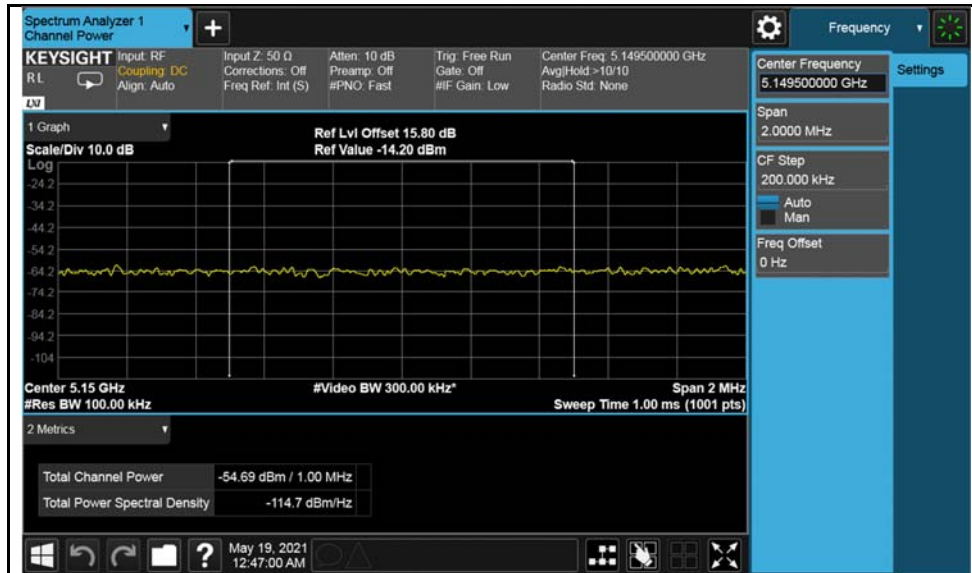 Spectrum Analyzer 1
Channel Power
Frequency
KEYSIGHT
R L
LXI
Input: RF
Coupling: DC
Align: Auto
Input Z: 50 Ω
Corrections: Off
Freq Ref: Int (S)
Atten: 10 dB
Preamp: Off
#PNO: Fast
Trig: Free Run
Gate: Off
#IF Gain: Low
Center Freq: 5.149500000 GHz
Avg|Hold:>10/10
Radio Std: None
Center Frequency
5.149500000 GHz
Settings
Span
2.0000 MHz
CF Step
200.000 kHz
Auto
Man
Freq Offset
0 Hz
1 Graph
Scale/Div 10.0 dB
Ref Lvl Offset 15.80 dB
Ref Value -14.20 dBm
Log
-24.2
-34.2
-44.2
-54.2
-64.2
-74.2
-84.2
-94.2
-104
Center 5.15 GHz
#Res BW 100.00 kHz
#Video BW 300.00 kHz*
Span 2 MHz
Sweep Time 1.00 ms (1001 pts)
2 Metrics
Total Channel Power -54.69 dBm / 1.00 MHz
Total Power Spectral Density -114.7 dBm/Hz
?
May 19, 2021
12:47:00 AM